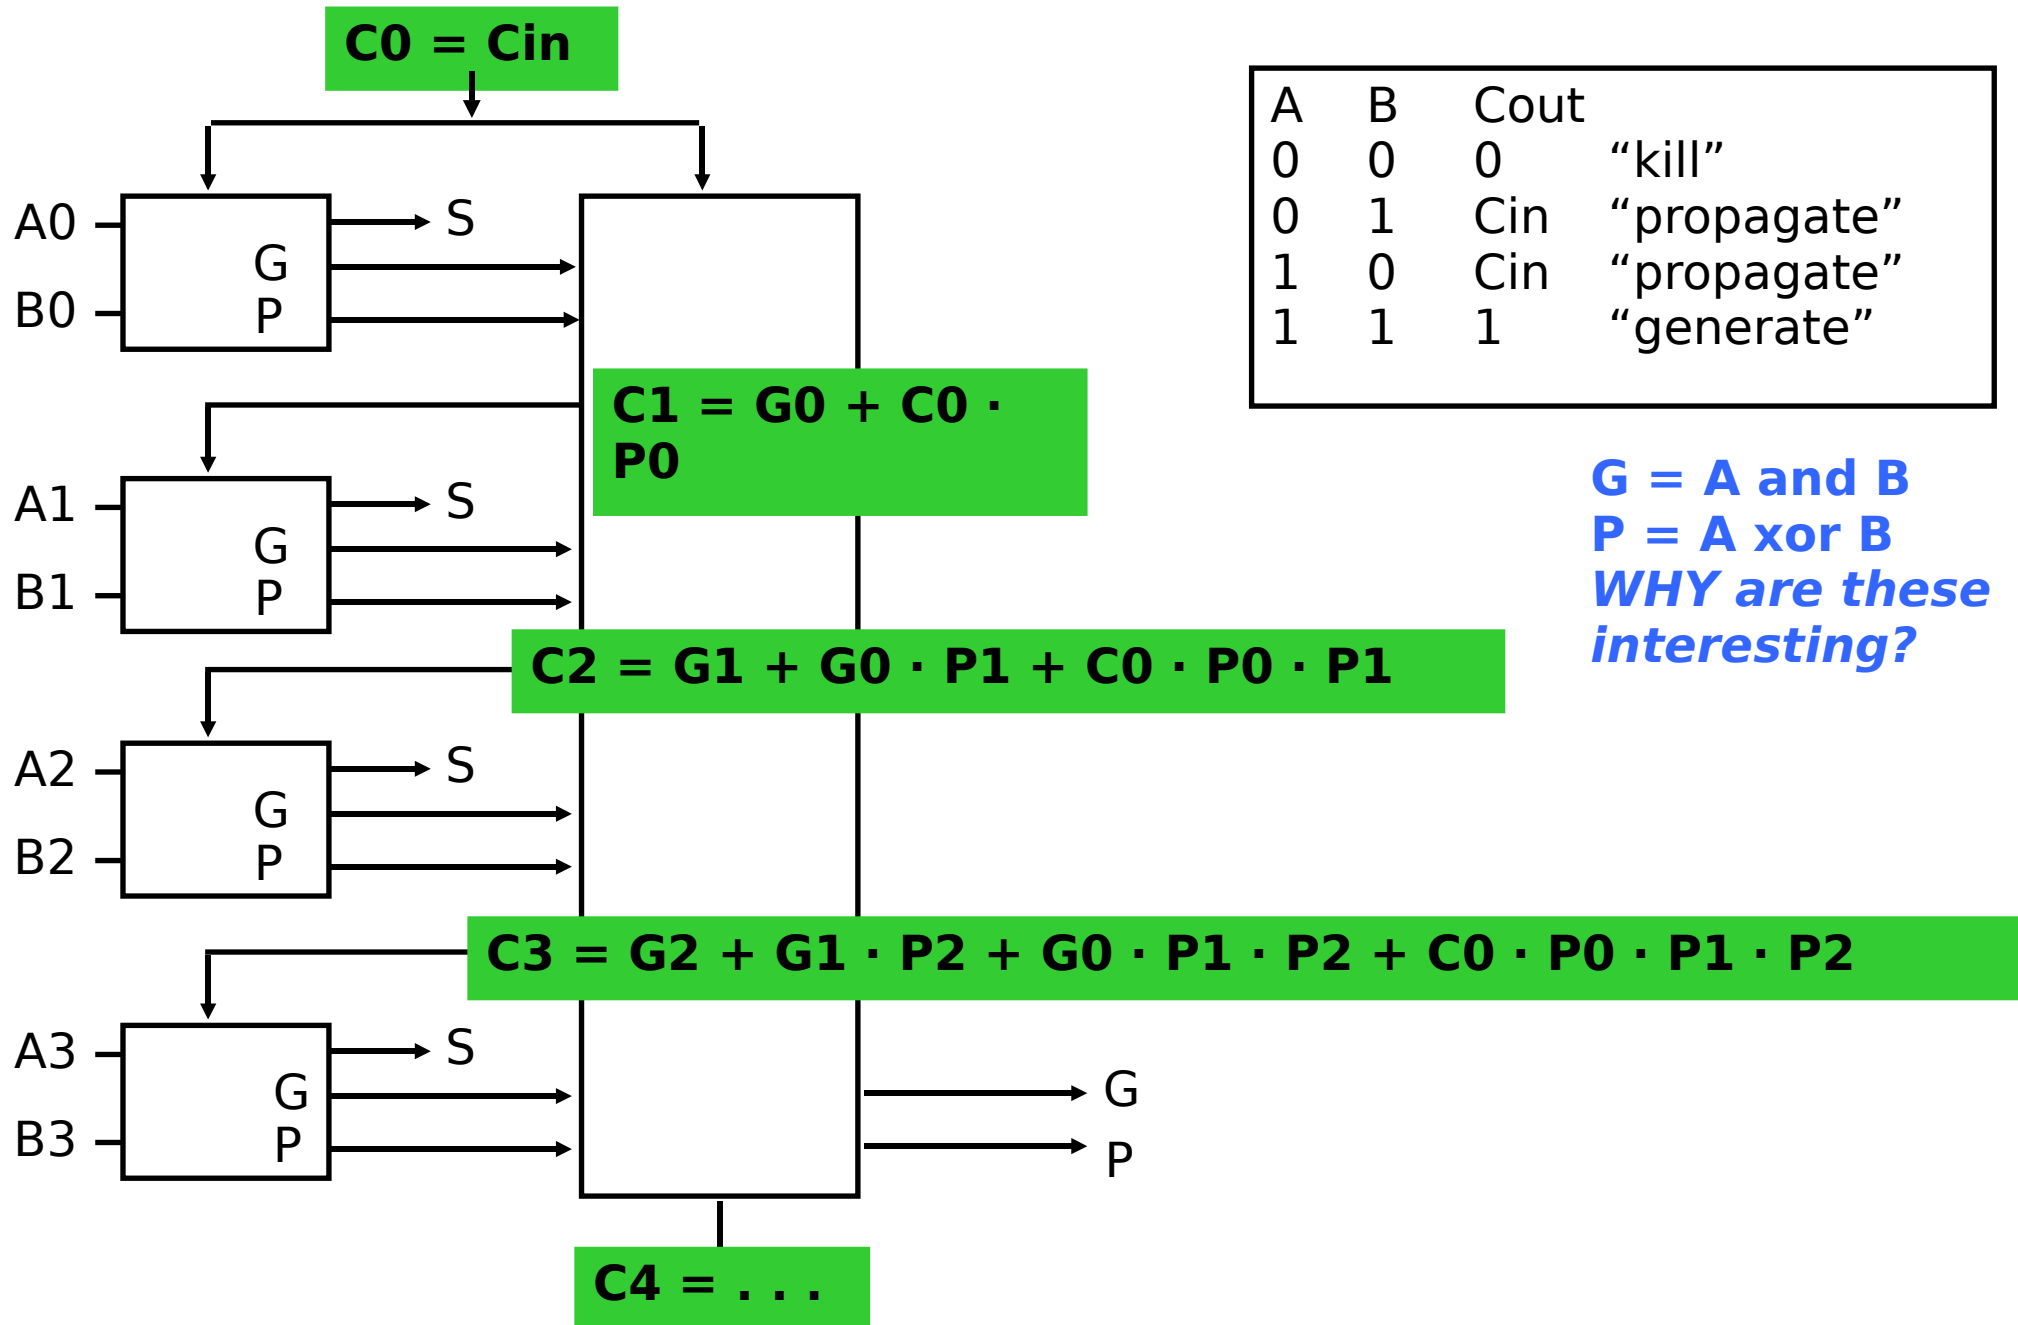 C0 = Cin
A B Cout
0 0 0 “kill”
0 1 Cin “propagate”
1 0 Cin “propagate”
1 1 1 “generate”
A0
S
G
B0
P
C1 = G0 + C0 ·
P0
G = A and B
P = A xor B
WHY are these
interesting?
A1
S
G
B1
P
C2 = G1 + G0 · P1 + C0 · P0 · P1
A2
S
G
B2
P
C3 = G2 + G1 · P2 + G0 · P1 · P2 + C0 · P0 · P1 · P2
A3
S
G
B3
P
G
P
C4 = . . .